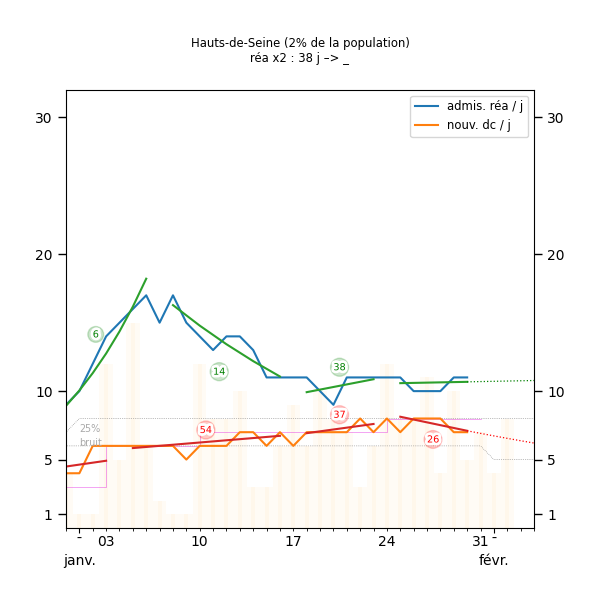 Hauts-de-Seine (2% de la population)
réa x2 : 38 j –> _
admis. réa / j
nouv. dc / j
30
30
20
20
6
38
14
10
10
37
54
25%
bruit
26
5
5
1
1
- 03 10 17 24 31 -
janv. févr.